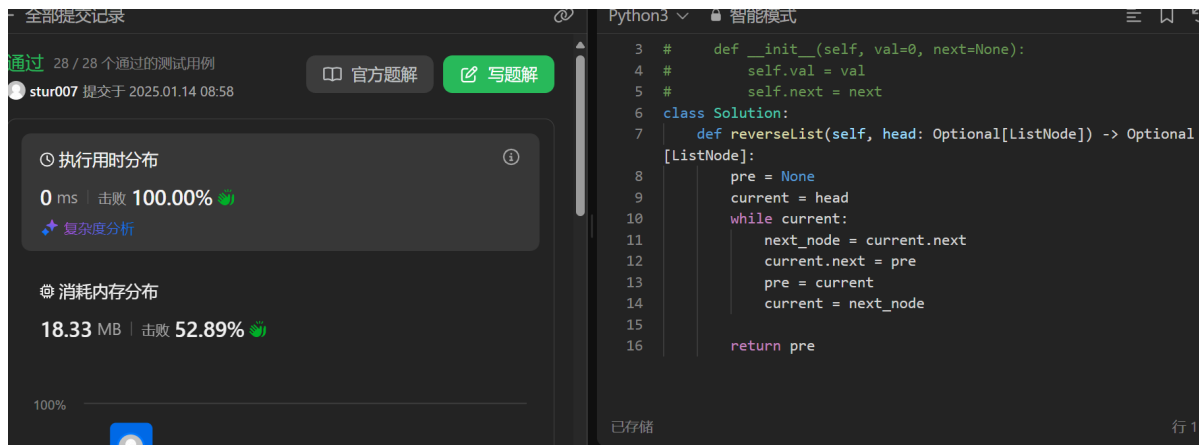 全部提交记录
通过 28 / 28 个通过的测试用例
stur007 提交于 2025.01.14 08:58
官方题解
写题解
执行用时分布
0 ms 击败 100.00%
复杂度分析
消耗内存分布
18.33 MB 击败 52.89%
100%
Python3 智能模式
3 #     def __init__(self, val=0, next=None):
4 #         self.val = val
5 #         self.next = next
6 class Solution:
7     def reverseList(self, head: Optional[ListNode]) -> Optional
[ListNode]:
8         pre = None
9         current = head
10         while current:
11             next_node = current.next
12             current.next = pre
13             pre = current
14             current = next_node
15
16         return pre
已存储
行 1